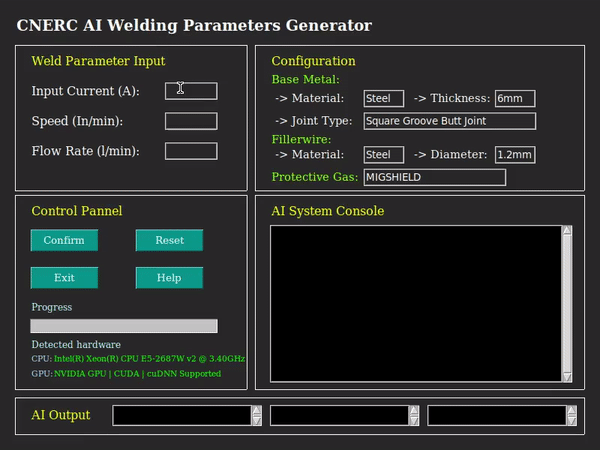 CNERC AI Welding Parameters Generator
Weld Parameter Input
Input Current (A):
Speed (In/min):
Flow Rate (l/min):
Configuration
Base Metal:
-> Material: Steel -> Thickness: 6mm
-> Joint Type: Square Groove Butt Joint
Fillerwire:
-> Material: Steel -> Diameter: 1.2mm
Protective Gas: MIGSHIELD
Control Pannel
Confirm Reset
Exit Help
Progress
Detected hardware
CPU: Intel(R) Xeon(R) CPU E5-2687W v2 @ 3.40GHz
GPU: NVIDIA GPU | CUDA | cuDNN Supported
AI System Console
AI Output